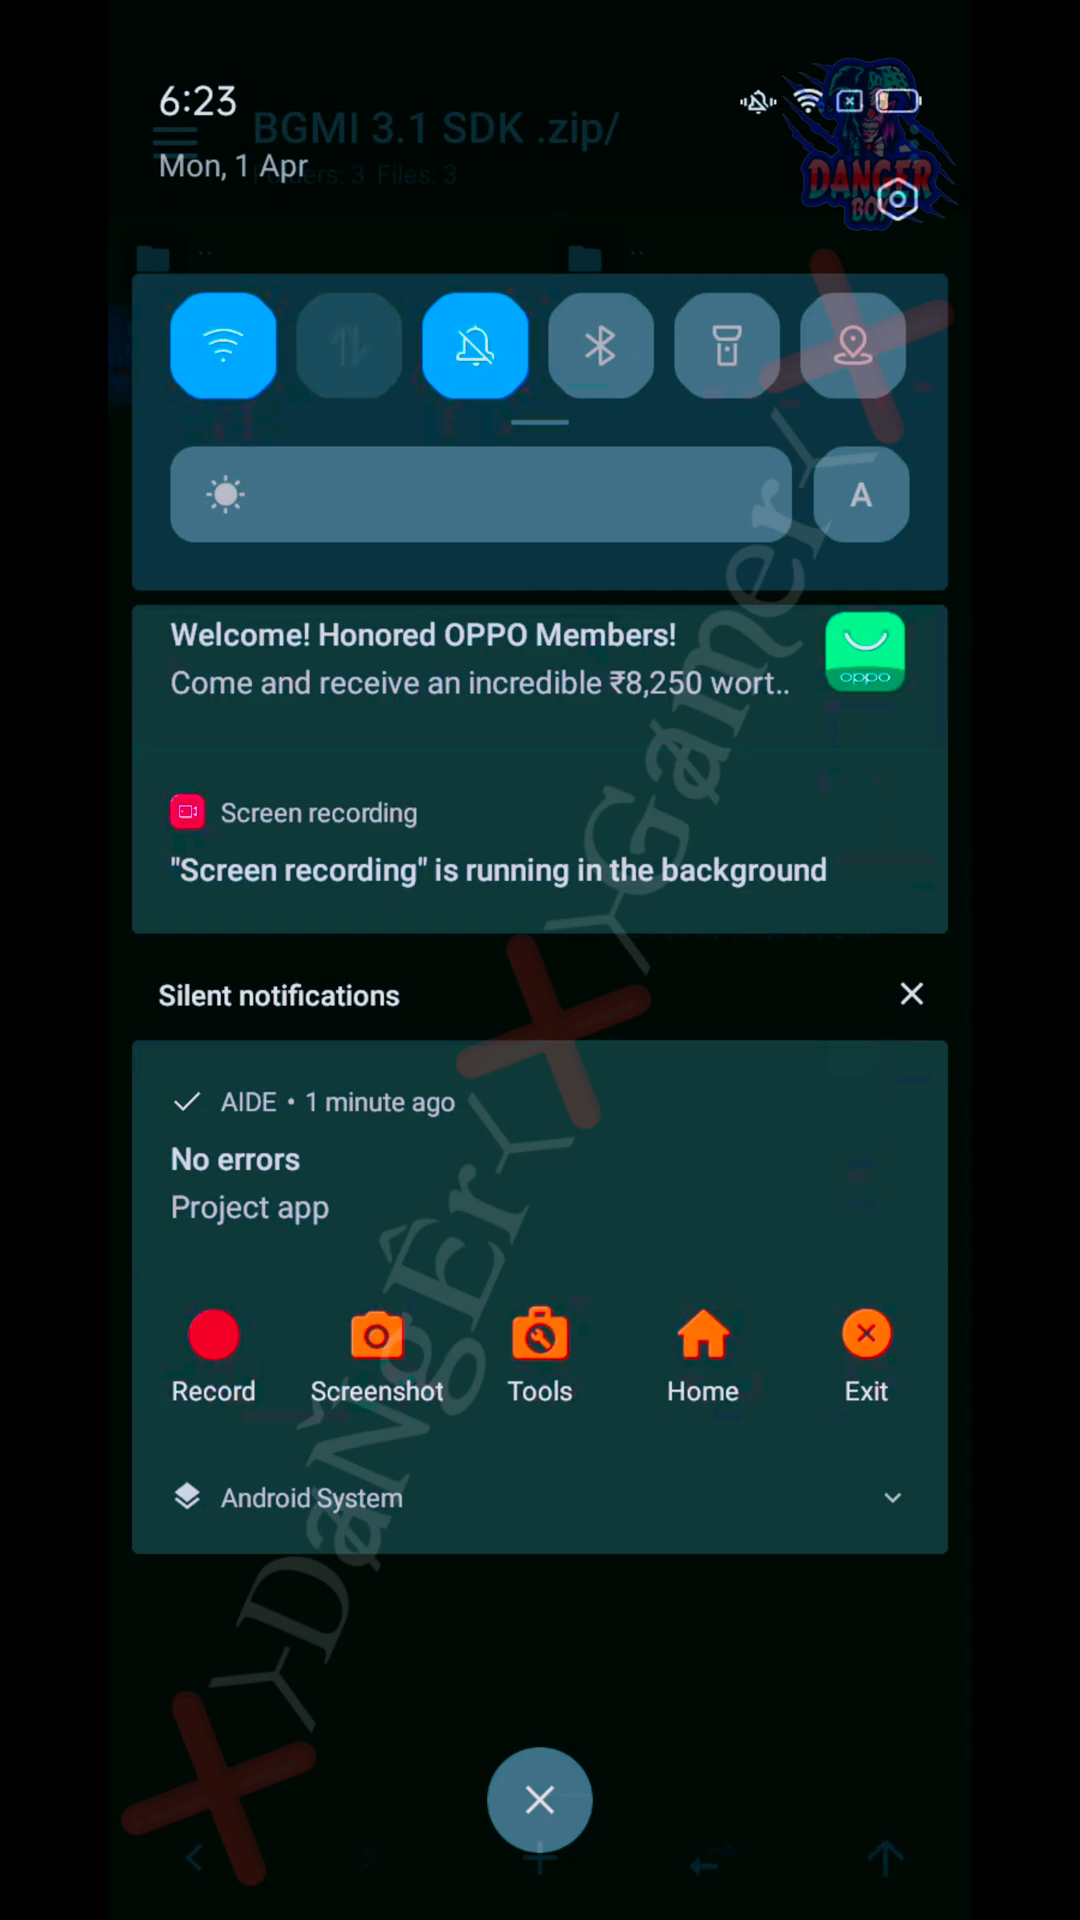 6:23
BGMI 3.1 SDK .zip/
Mon, 1 Apr
Folders: 3 Files: 3
DANGER
BOY
..
..
A
Welcome! Honored OPPO Members!
Come and receive an incredible ₹8,250 wort..
oppo
Screen recording
"Screen recording" is running in the background
Silent notifications
AIDE • 1 minute ago
No errors
Project app
Record
Screenshot
Tools
Home
Exit
Android System